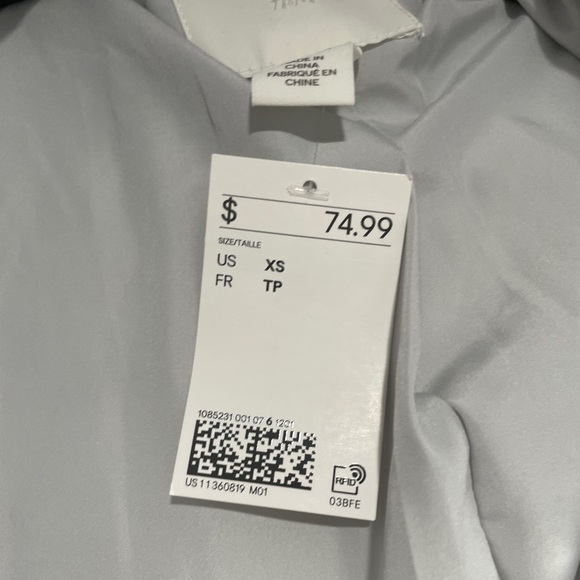 MADE IN
CHINA
FABRIQUÉ EN
CHINE
$ 74.99
SIZE/TAILLE
US XS
FR TP
1085231 001 07 6 1221
US 11360819 M01
RFID
03BFE